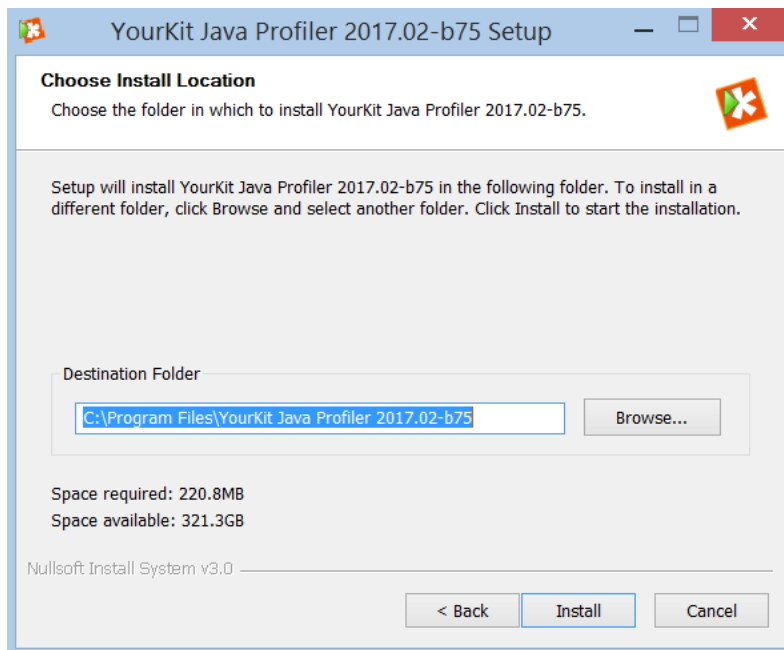 YourKit Java Profiler 2017.02-b75 Setup
Choose Install Location
Choose the folder in which to install YourKit Java Profiler 2017.02-b75.
Setup will install YourKit Java Profiler 2017.02-b75 in the following folder. To install in a
different folder, click Browse and select another folder. Click Install to start the installation.
Destination Folder
C:\Program Files\YourKit Java Profiler 2017.02-b75
Browse...
Space required: 220.8MB
Space available: 321.3GB
Nullsoft Install System v3.0
< Back
Install
Cancel